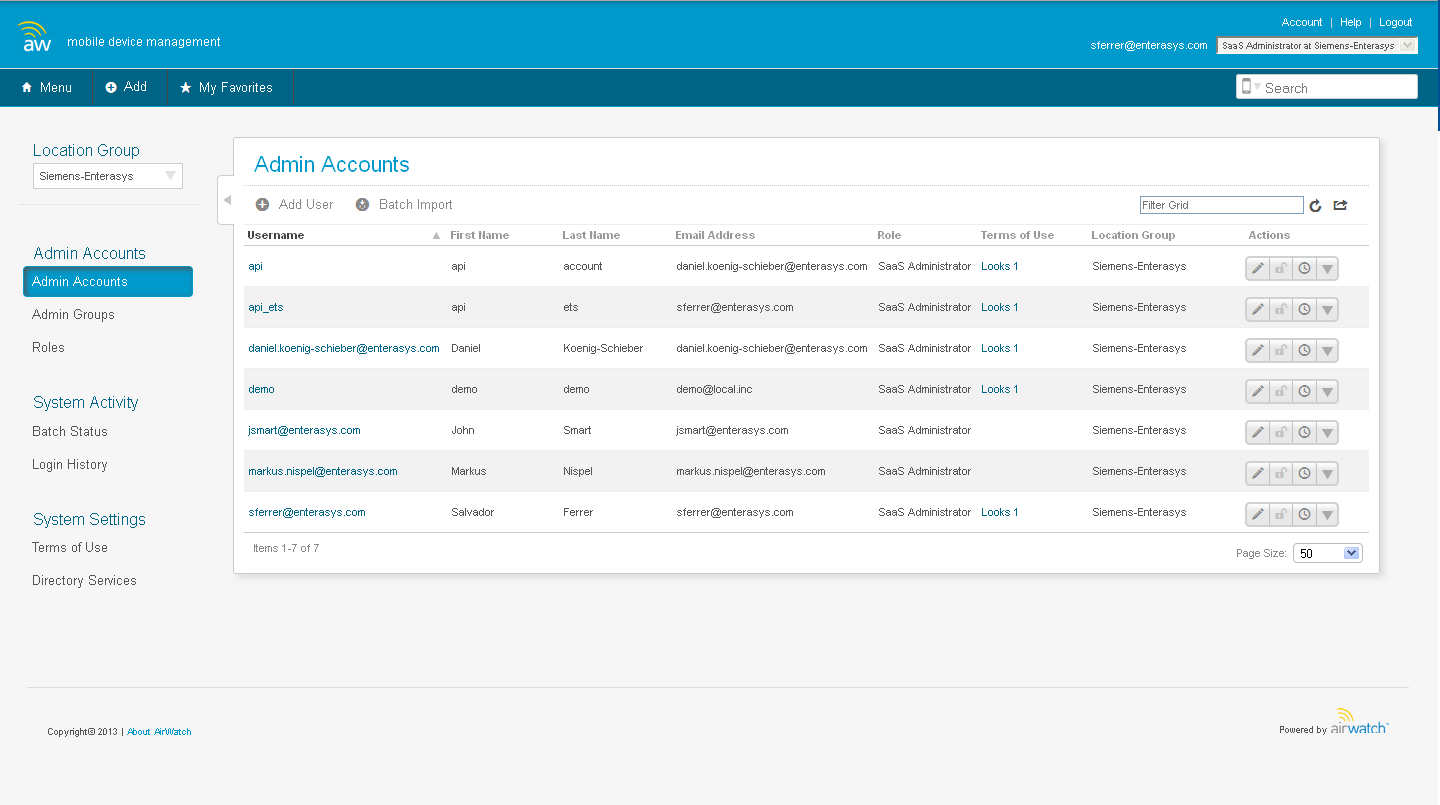 Account | Help | Logout
aw mobile device management
sferrer@enterasys.com SaaS Administrator at Siemens-Enterasys
Menu Add My Favorites Search
Location Group
Siemens-Enterasys
Admin Accounts
Admin Accounts
Admin Groups
Roles
System Activity
Batch Status
Login History
System Settings
Terms of Use
Directory Services
Admin Accounts
Add User Batch Import Filter Grid
Username First Name Last Name Email Address Role Terms of Use Location Group Actions
api api account daniel.koenig-schieber@enterasys.com SaaS Administrator Looks 1 Siemens-Enterasys
api_ets api ets sferrer@enterasys.com SaaS Administrator Looks 1 Siemens-Enterasys
daniel.koenig-schieber@enterasys.com Daniel Koenig-Schieber daniel.koenig-schieber@enterasys.com SaaS Administrator Looks 1 Siemens-Enterasys
demo demo demo demo@local.inc SaaS Administrator Looks 1 Siemens-Enterasys
jsmart@enterasys.com John Smart jsmart@enterasys.com SaaS Administrator Siemens-Enterasys
markus.nispel@enterasys.com Markus Nispel markus.nispel@enterasys.com SaaS Administrator Siemens-Enterasys
sferrer@enterasys.com Salvador Ferrer sferrer@enterasys.com SaaS Administrator Looks 1 Siemens-Enterasys
Items 1-7 of 7 Page Size: 50
Copyright© 2013 | About AirWatch
Powered by airwatch™